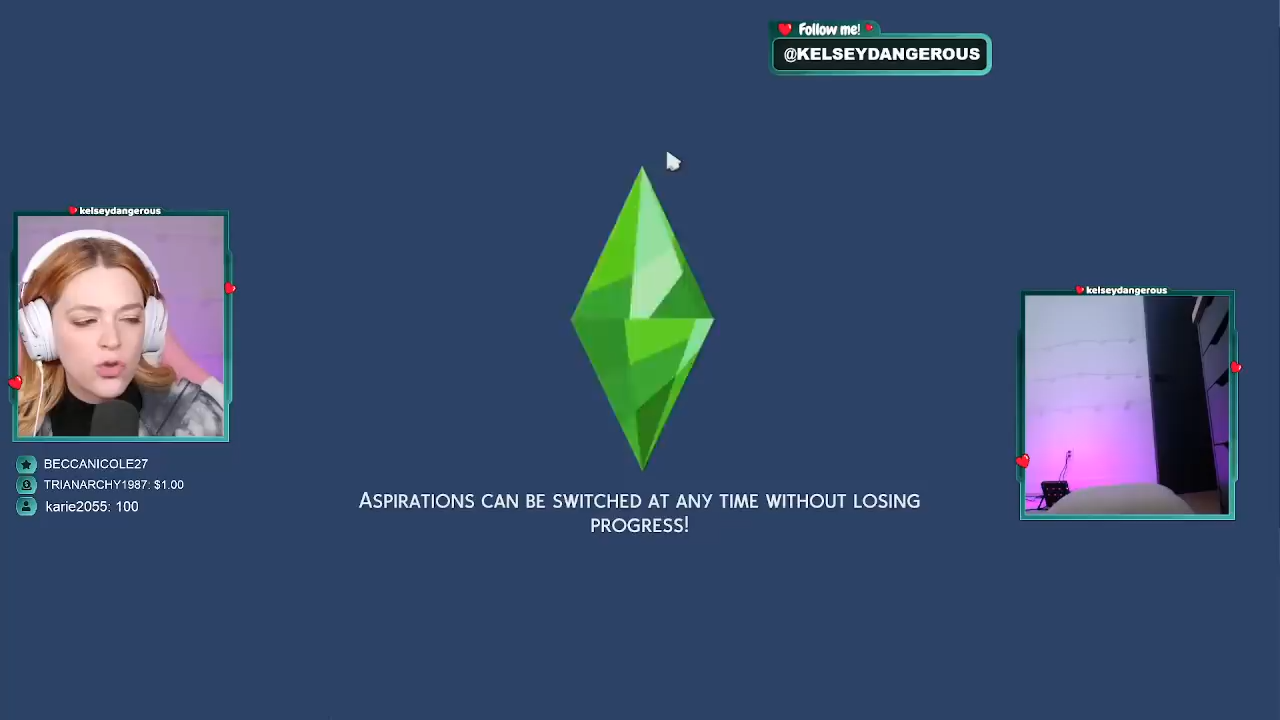 Follow me!
@KELSEYDANGEROUS
kelseydangerous
kelseydangerous
BECCANICOLE27
TRIANARCHY1987: $1.00
karie2055: 100
ASPIRATIONS CAN BE SWITCHED AT ANY TIME WITHOUT LOSING
PROGRESS!